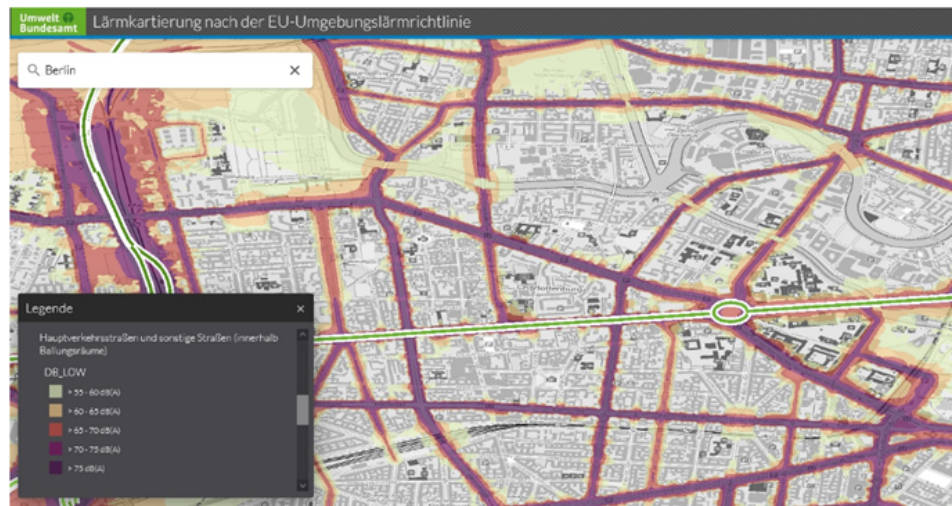 Umwelt
Bundesamt
Lärmkartierung nach der EU-Umgebungslärmrichtlinie
Berlin
Charlottenburg
Legende
Hauptverkehrsstraßen und sonstige Straßen (innerhalb
Ballungsräume)
DB_LOW
> 55 - 60 dB(A)
> 60 - 65 dB(A)
> 65 - 70 dB(A)
> 70 - 75 dB(A)
> 75 dB(A)